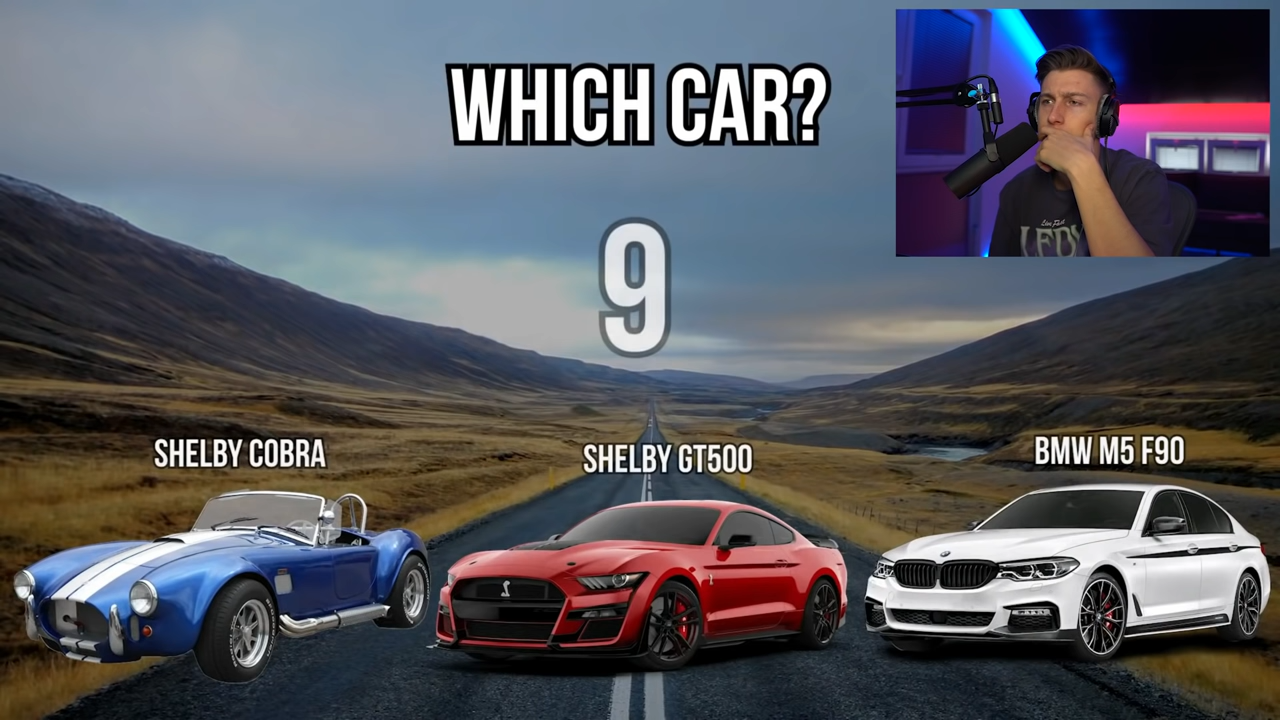 WHICH CAR?
9
SHELBY COBRA
SHELBY GT500
BMW M5 F90